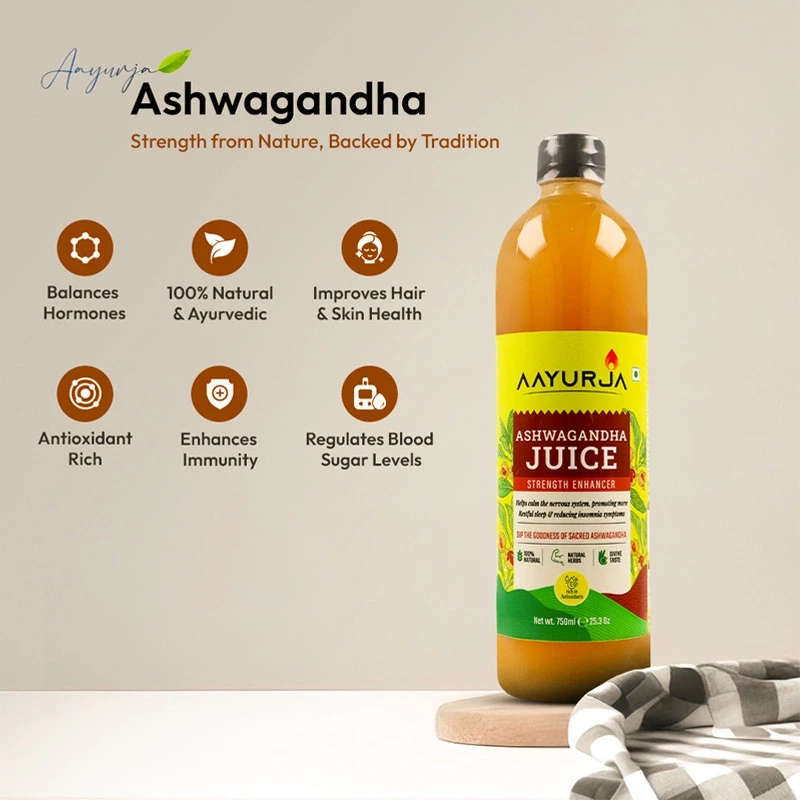 Aayurja
Ashwagandha
Strength from Nature, Backed by Tradition
Balances
Hormones
100% Natural
& Ayurvedic
Improves Hair
& Skin Health
Antioxidant
Rich
Enhances
Immunity
Regulates Blood
Sugar Levels
AAYURJA
ASHWAGANDHA
JUICE
STRENGTH ENHANCER
Helps calm the nervous system, promoting more
Restful sleep & reducing insomnia symptoms
SIP THE GOODNESS OF SACRED ASHWAGANDHA
100%
NATURAL
NATURAL
HERBS
DIVINE
TASTE
Rich in
Antioxidants
Net wt. 750ml ℮ 25.3 Oz